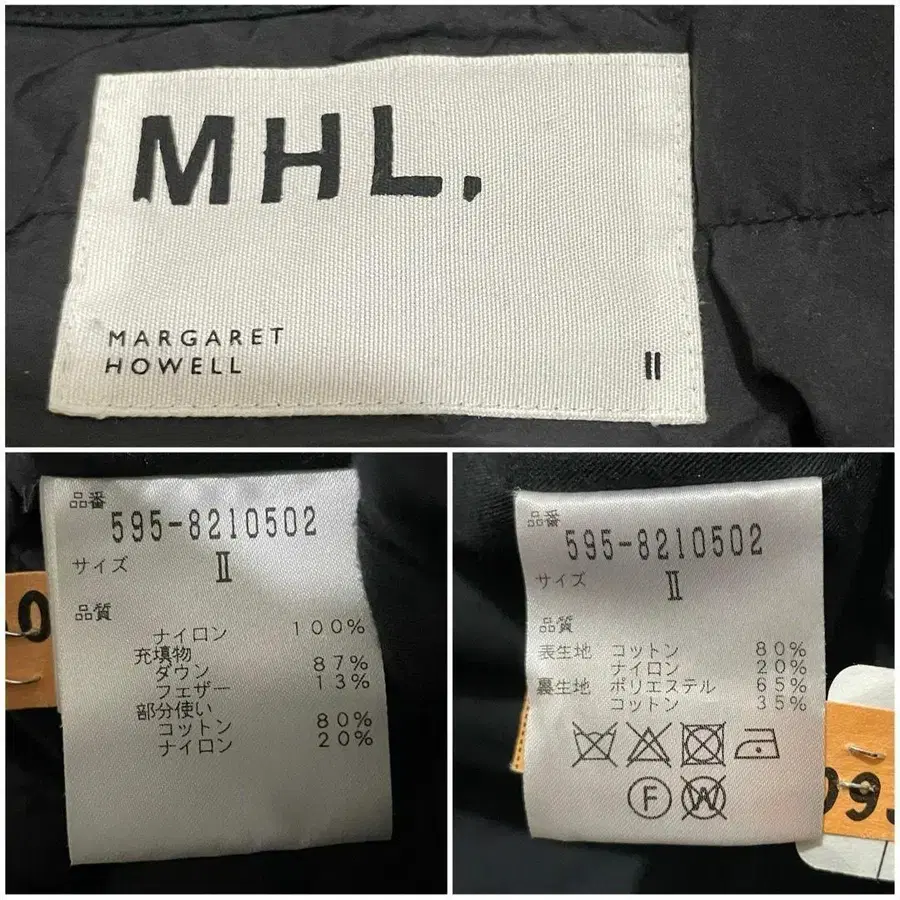 MHL.
MARGARET
HOWELL
II
品番
595-8210502
サイズ II
品質
ナイロン 100%
充填物
ダウン 87%
フェザー 13%
部分使い
コットン 80%
ナイロン 20%
品番
595-8210502
サイズ
II
品質
表生地 コットン 80%
ナイロン 20%
裏生地 ポリエステル 65%
コットン 35%
F W